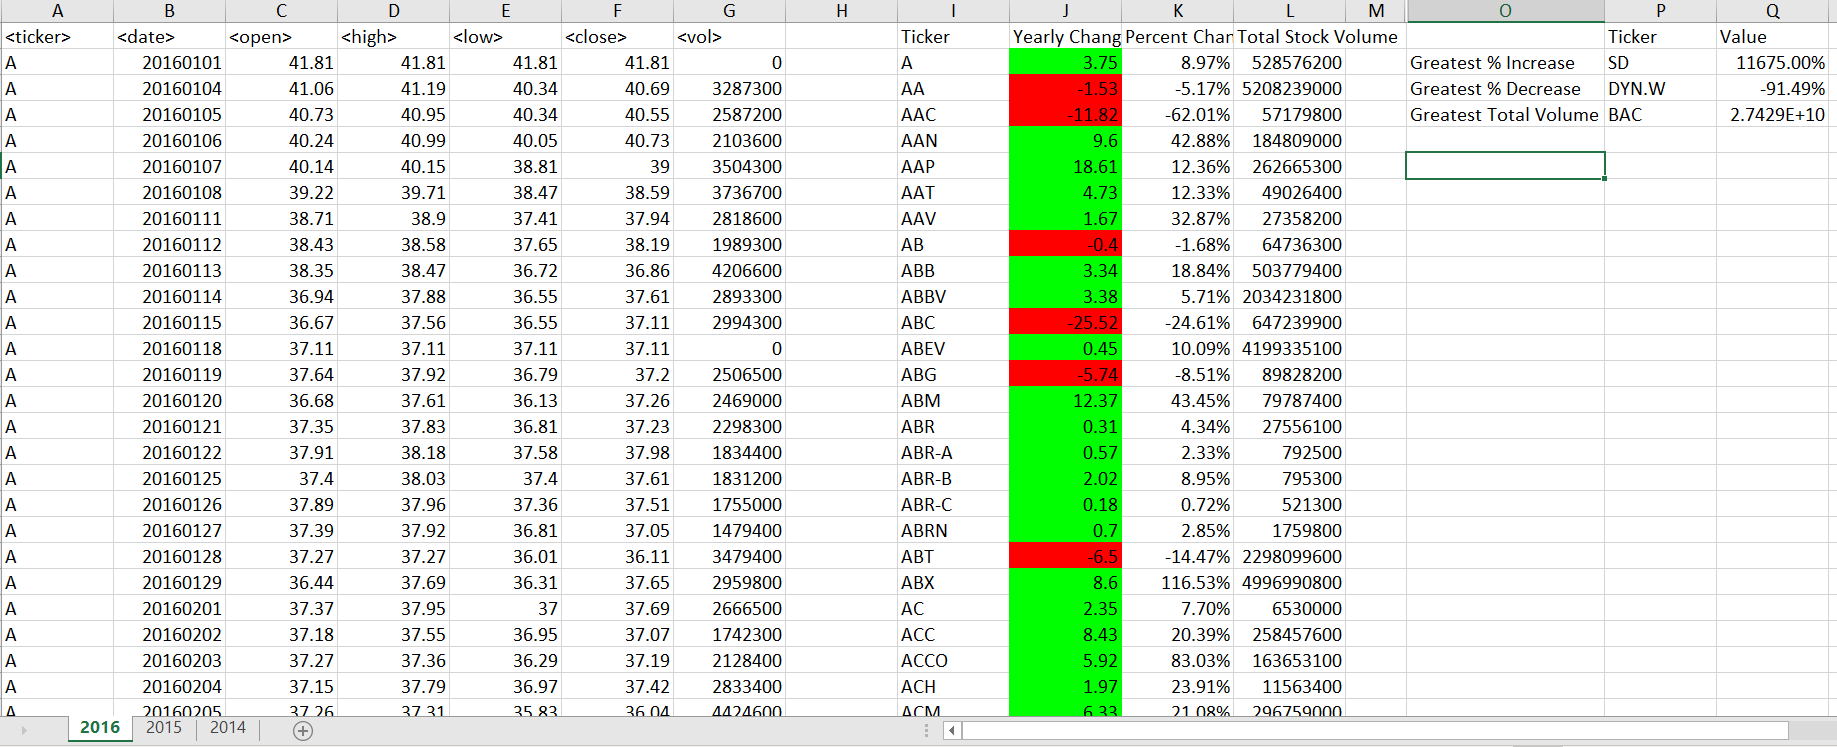 A B C D E F G H I J K L M O P Q
<ticker> <date> <open> <high> <low> <close> <vol> Ticker Yearly Chang Percent Char Total Stock Volume Ticker Value
A 20160101 41.81 41.81 41.81 41.81 0 A 3.75 8.97% 528576200 Greatest % Increase SD 11675.00%
A 20160104 41.06 41.19 40.34 40.69 3287300 AA -1.53 -5.17% 5208239000 Greatest % Decrease DYN.W -91.49%
A 20160105 40.73 40.95 40.34 40.55 2587200 AAC -11.82 -62.01% 57179800 Greatest Total Volume BAC 2.7429E+10
A 20160106 40.24 40.99 40.05 40.73 2103600 AAN 9.6 42.88% 184809000
A 20160107 40.14 40.15 38.81 39 3504300 AAP 18.61 12.36% 262665300
A 20160108 39.22 39.71 38.47 38.59 3736700 AAT 4.73 12.33% 49026400
A 20160111 38.71 38.9 37.41 37.94 2818600 AAV 1.67 32.87% 27358200
A 20160112 38.43 38.58 37.65 38.19 1989300 AB -0.4 -1.68% 64736300
A 20160113 38.35 38.47 36.72 36.86 4206600 ABB 3.34 18.84% 503779400
A 20160114 36.94 37.88 36.55 37.61 2893300 ABBV 3.38 5.71% 2034231800
A 20160115 36.67 37.56 36.55 37.11 2994300 ABC -25.52 -24.61% 647239900
A 20160118 37.11 37.11 37.11 37.11 0 ABEV 0.45 10.09% 4199335100
A 20160119 37.64 37.92 36.79 37.2 2506500 ABG -5.74 -8.51% 89828200
A 20160120 36.68 37.61 36.13 37.26 2469000 ABM 12.37 43.45% 79787400
A 20160121 37.35 37.83 36.81 37.23 2298300 ABR 0.31 4.34% 27556100
A 20160122 37.91 38.18 37.58 37.98 1834400 ABR-A 0.57 2.33% 792500
A 20160125 37.4 38.03 37.4 37.61 1831200 ABR-B 2.02 8.95% 795300
A 20160126 37.89 37.96 37.36 37.51 1755000 ABR-C 0.18 0.72% 521300
A 20160127 37.39 37.92 36.81 37.05 1479400 ABRN 0.7 2.85% 1759800
A 20160128 37.27 37.27 36.01 36.11 3479400 ABT -6.5 -14.47% 2298099600
A 20160129 36.44 37.69 36.31 37.65 2959800 ABX 8.6 116.53% 4996990800
A 20160201 37.37 37.95 37 37.69 2666500 AC 2.35 7.70% 6530000
A 20160202 37.18 37.55 36.95 37.07 1742300 ACC 8.43 20.39% 258457600
A 20160203 37.27 37.36 36.29 37.19 2128400 ACCO 5.92 83.03% 163653100
A 20160204 37.15 37.79 36.97 37.42 2833400 ACH 1.97 23.91% 11563400
A 20160205 37.26 37.31 35.83 36.04 4424600 ACM 6.33 21.08% 296759000
2016 2015 2014